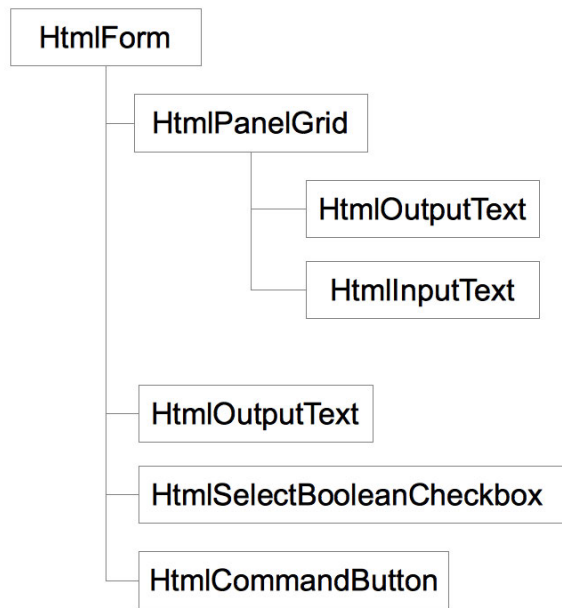 HtmlForm
HtmlPanelGrid
HtmlOutputText
HtmlInputText
HtmlOutputText
HtmlSelectBooleanCheckbox
HtmlCommandButton